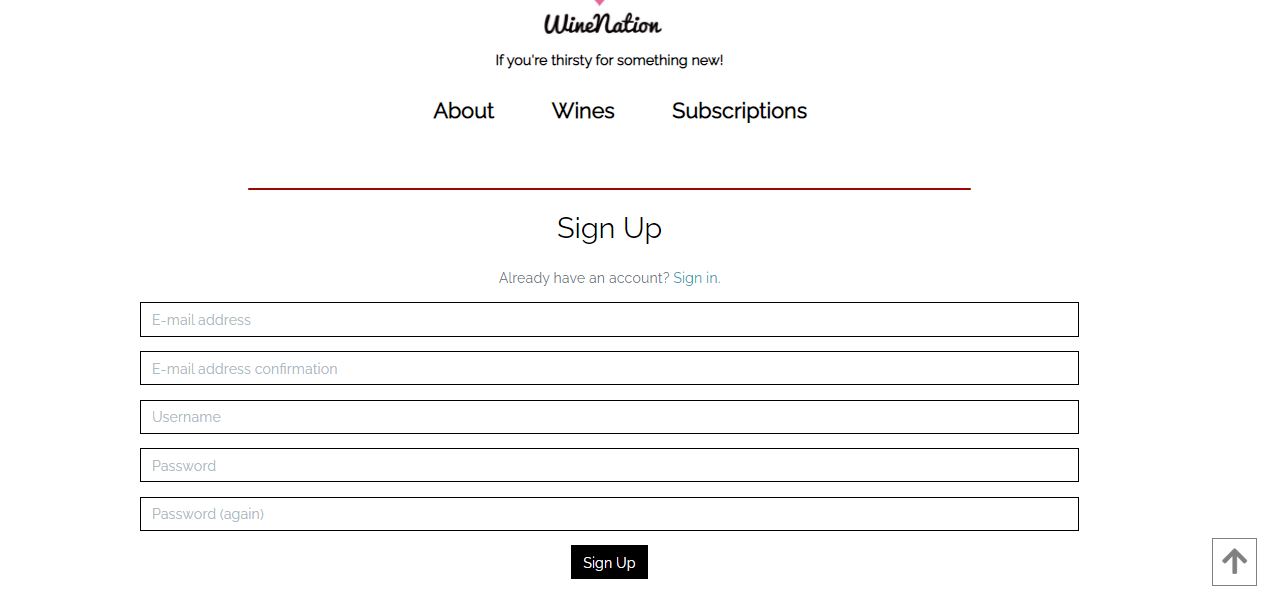 WineNation
If you're thirsty for something new!
About Wines Subscriptions
Sign Up
Already have an account? Sign in.
E-mail address
E-mail address confirmation
Username
Password
Password (again)
Sign Up